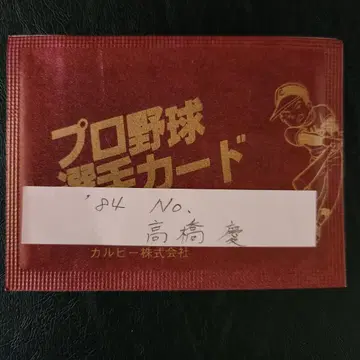 プロ野球
選手カード
'84 No.
高橋慶
カルビー株式会社